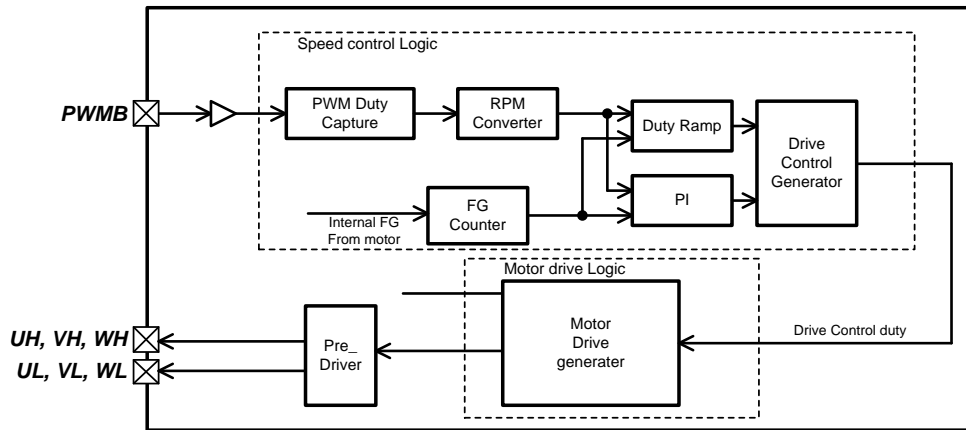 Speed control Logic
PWMB
PWM Duty
Capture
RPM
Converter
Duty Ramp
Drive
Control
Generator
PI
FG
Counter
Internal FG
From motor
Motor drive Logic
Motor
Drive
generater
Drive Control duty
Pre_
Driver
UH, VH, WH
UL, VL, WL